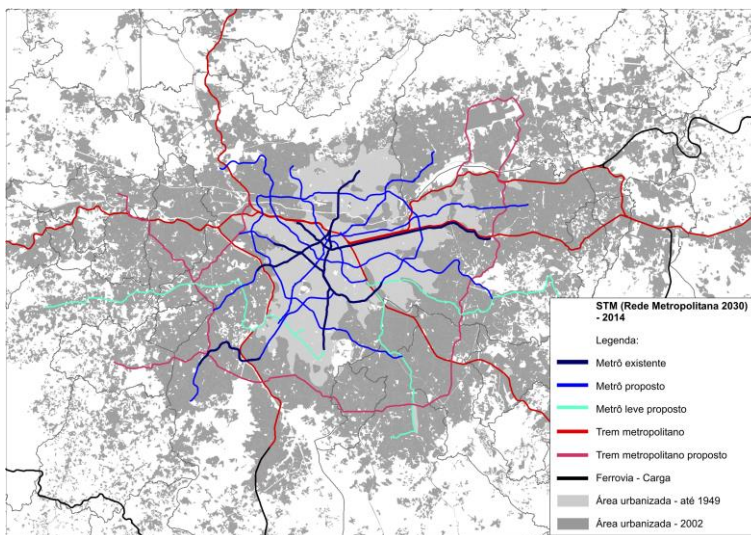 STM (Rede Metropolitana 2030)
- 2014
Legenda:
Metrô existente
Metrô proposto
Metrô leve proposto
Trem metropolitano
Trem metropolitano proposto
Ferrovia - Carga
Área urbanizada - até 1949
Área urbanizada - 2002